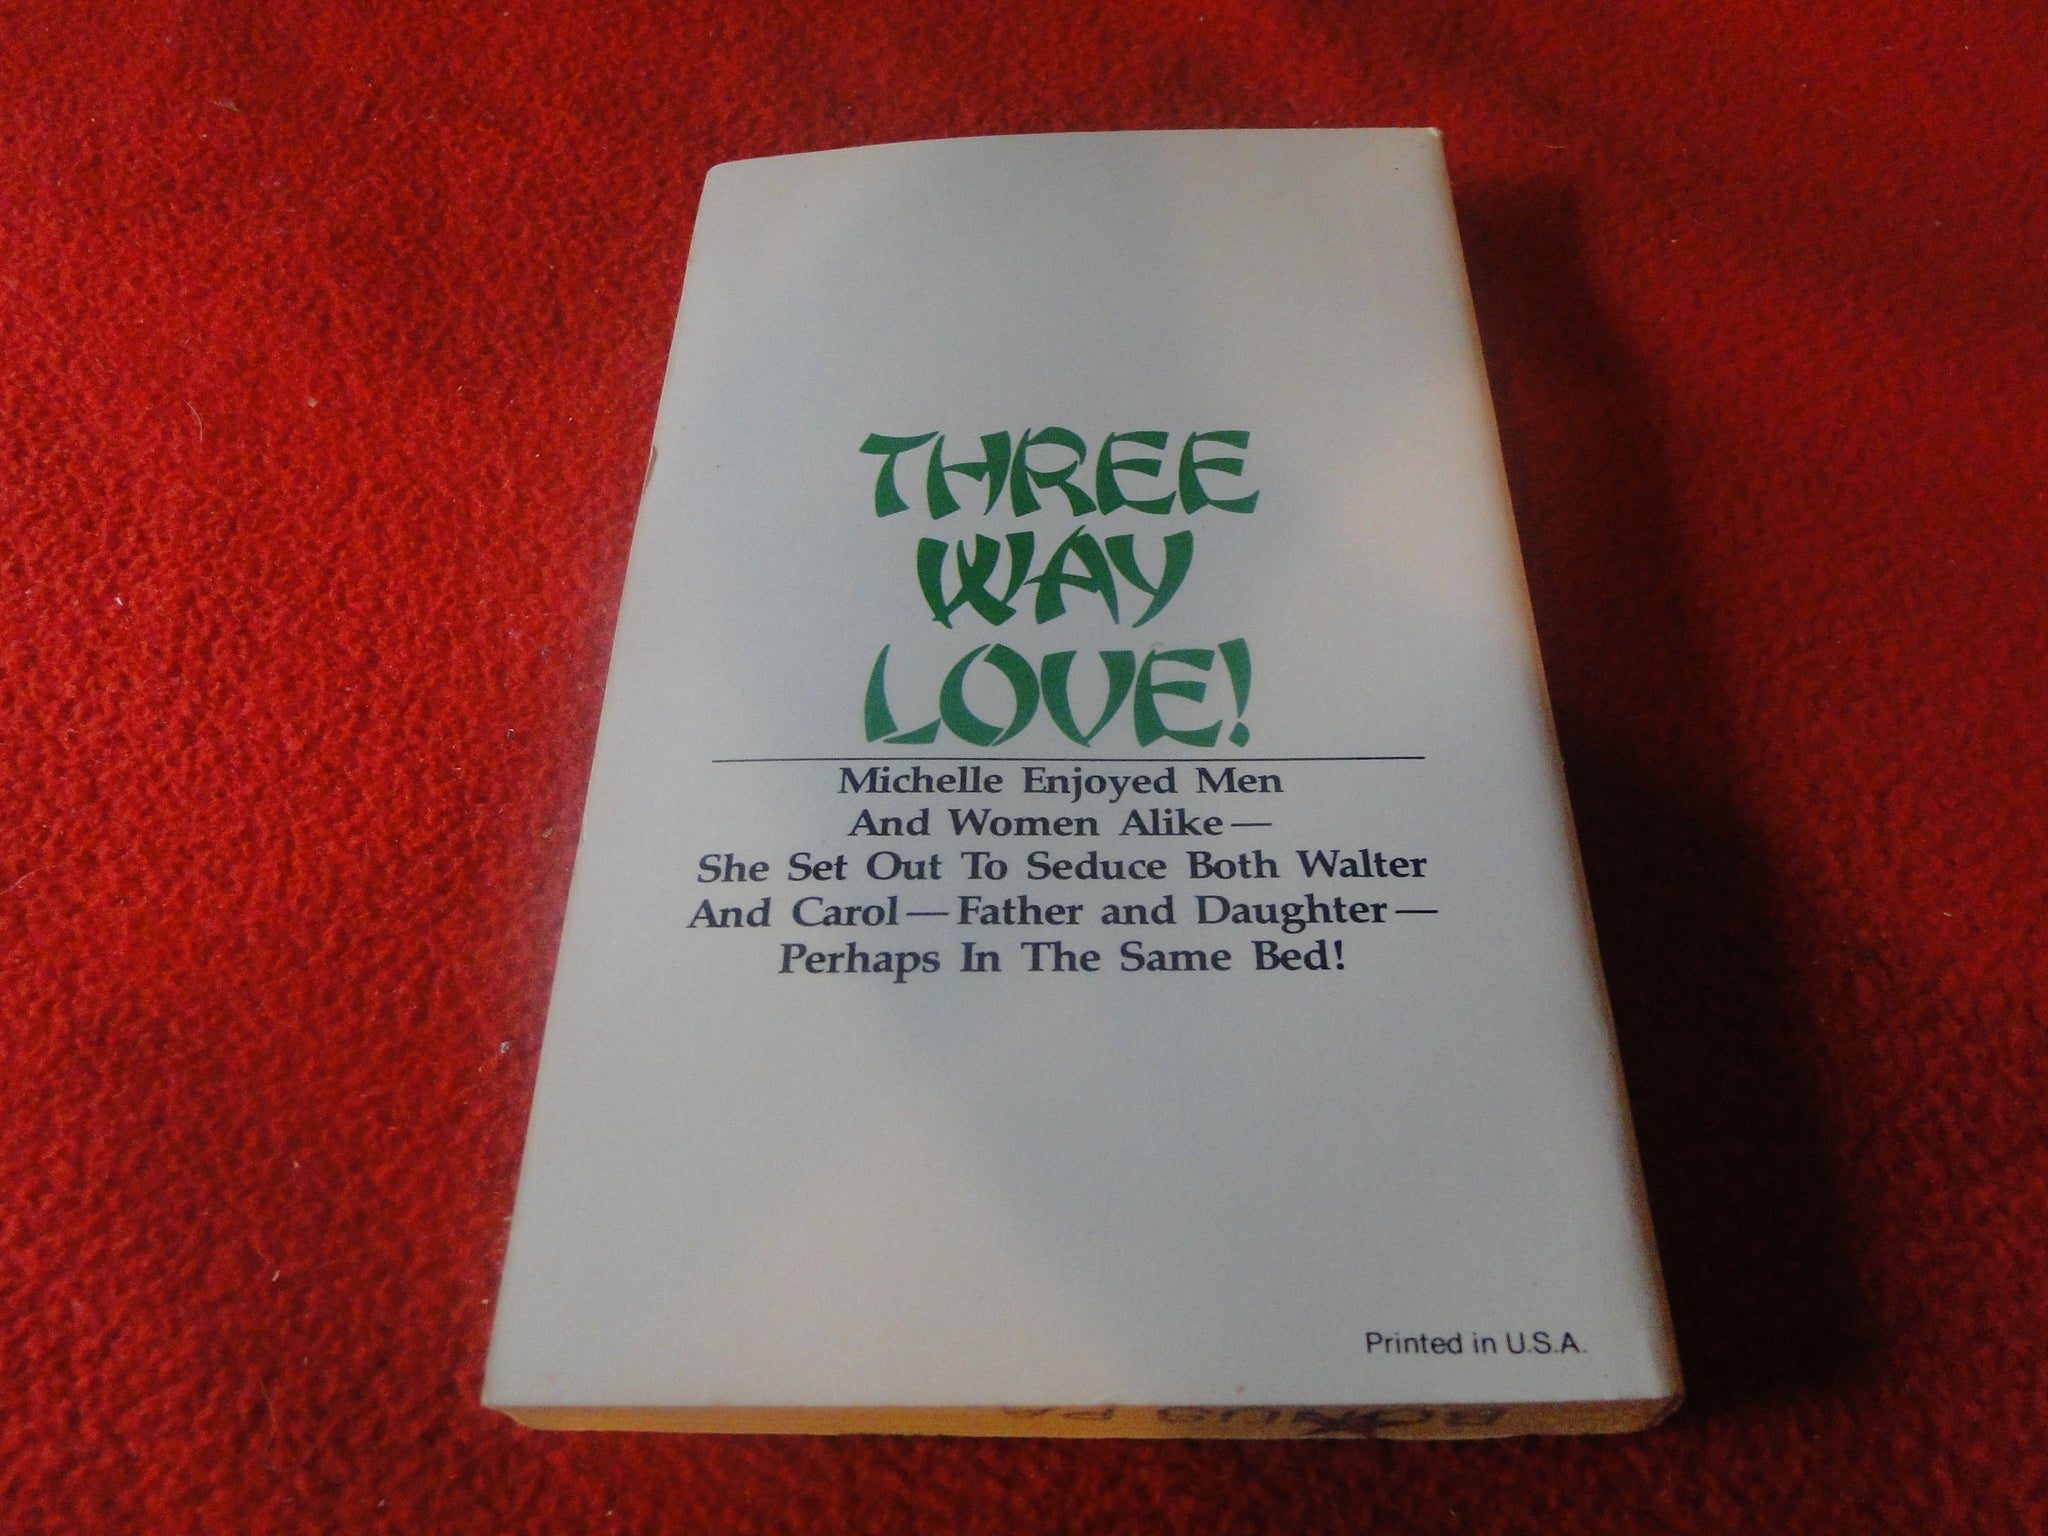 THREE
WAY
LOVE!
Michelle Enjoyed Men
And Women Alike—
She Set Out To Seduce Both Walter
And Carol—Father and Daughter—
Perhaps In The Same Bed!
Printed in U.S.A.